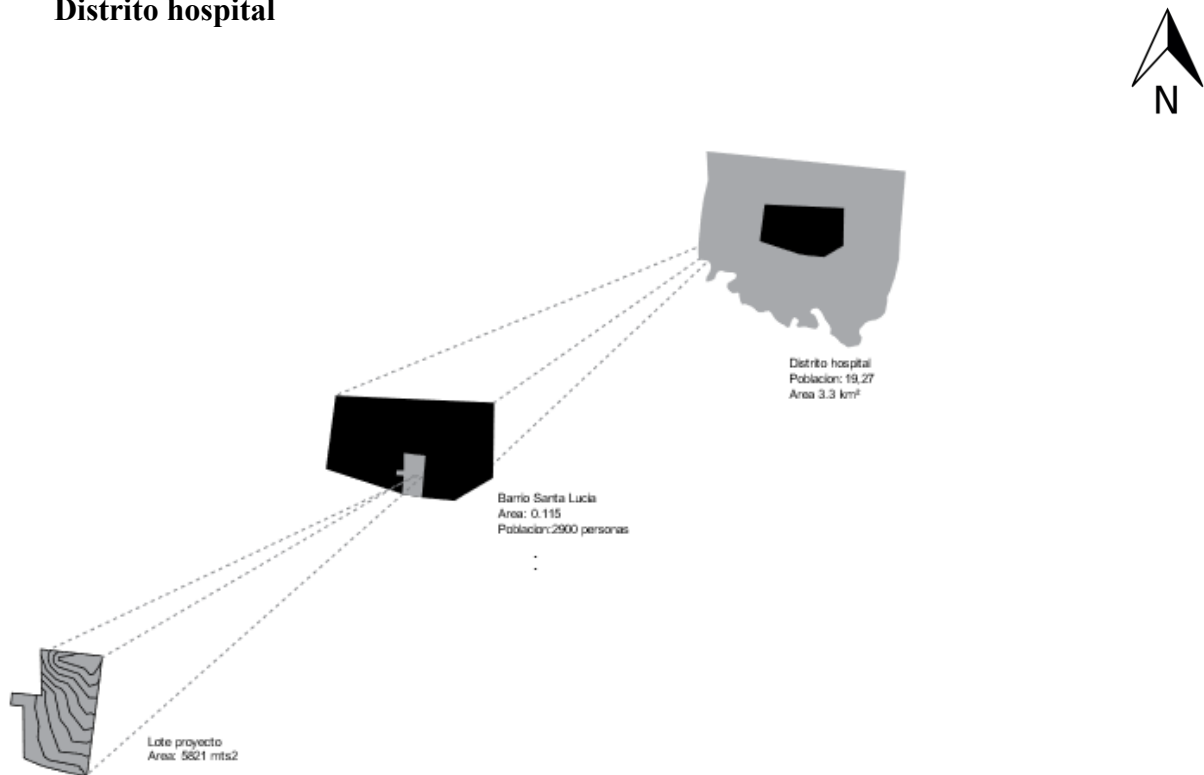 Distrito hospital
N
Distrito hospital
Poblacion: 19,27
Area 3.3 km²
Barrio Santa Lucia
Area: 0.115
Poblacion:2900 personas
:
:
Lote proyecto
Area: 5821 mts2